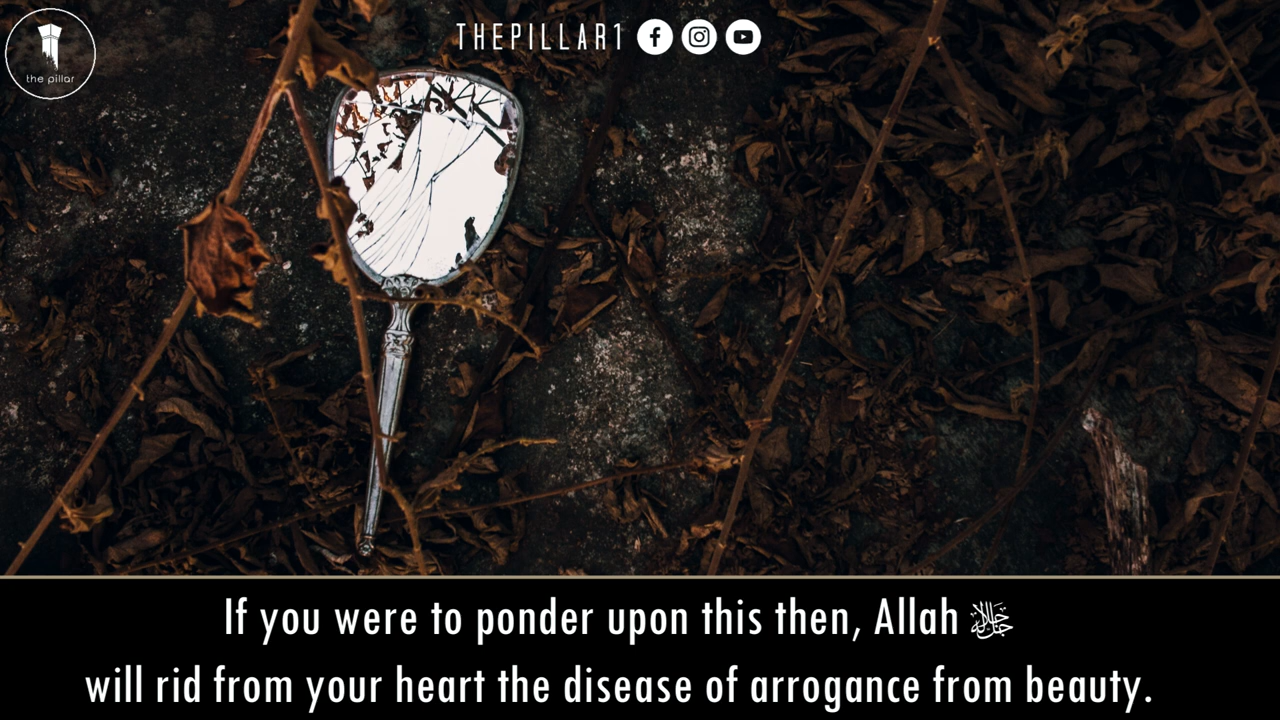 the pillar
THEPILLAR1
If you were to ponder upon this then, Allah ﷻ
will rid from your heart the disease of arrogance from beauty.